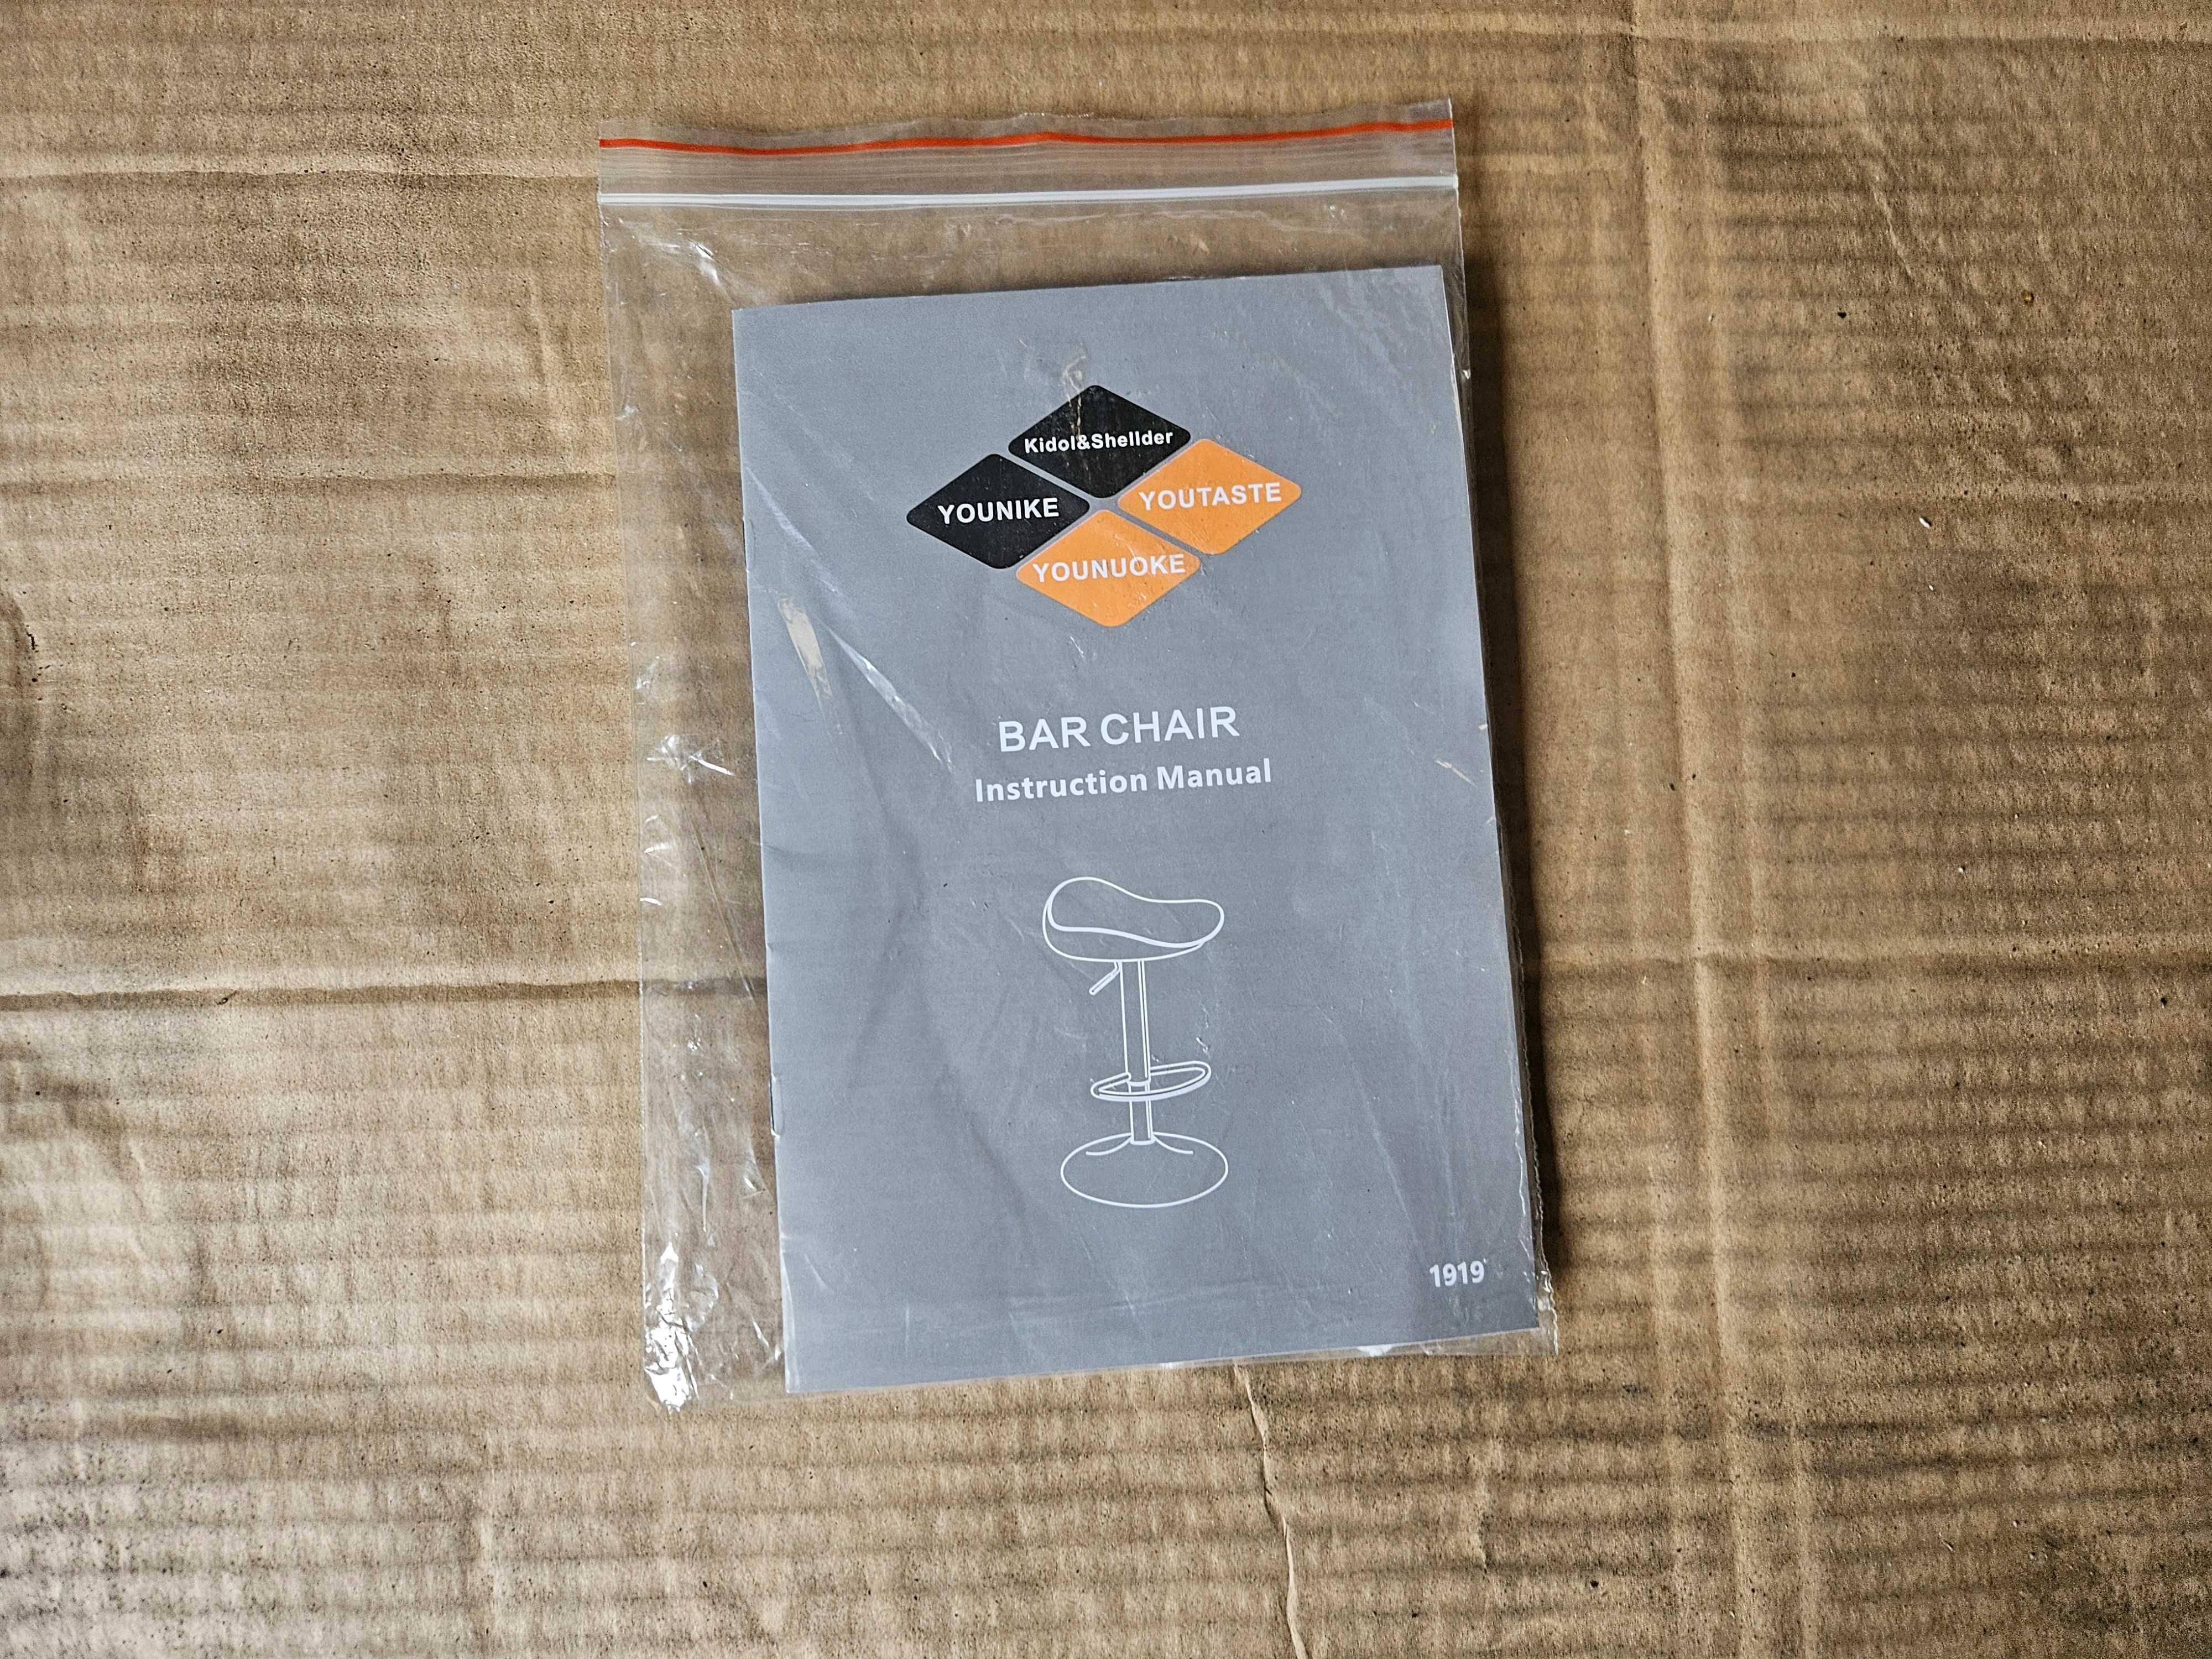 Kidol&Shellder
YOUNIKE
YOUTASTE
YOUNUOKE
BAR CHAIR
Instruction Manual
1919